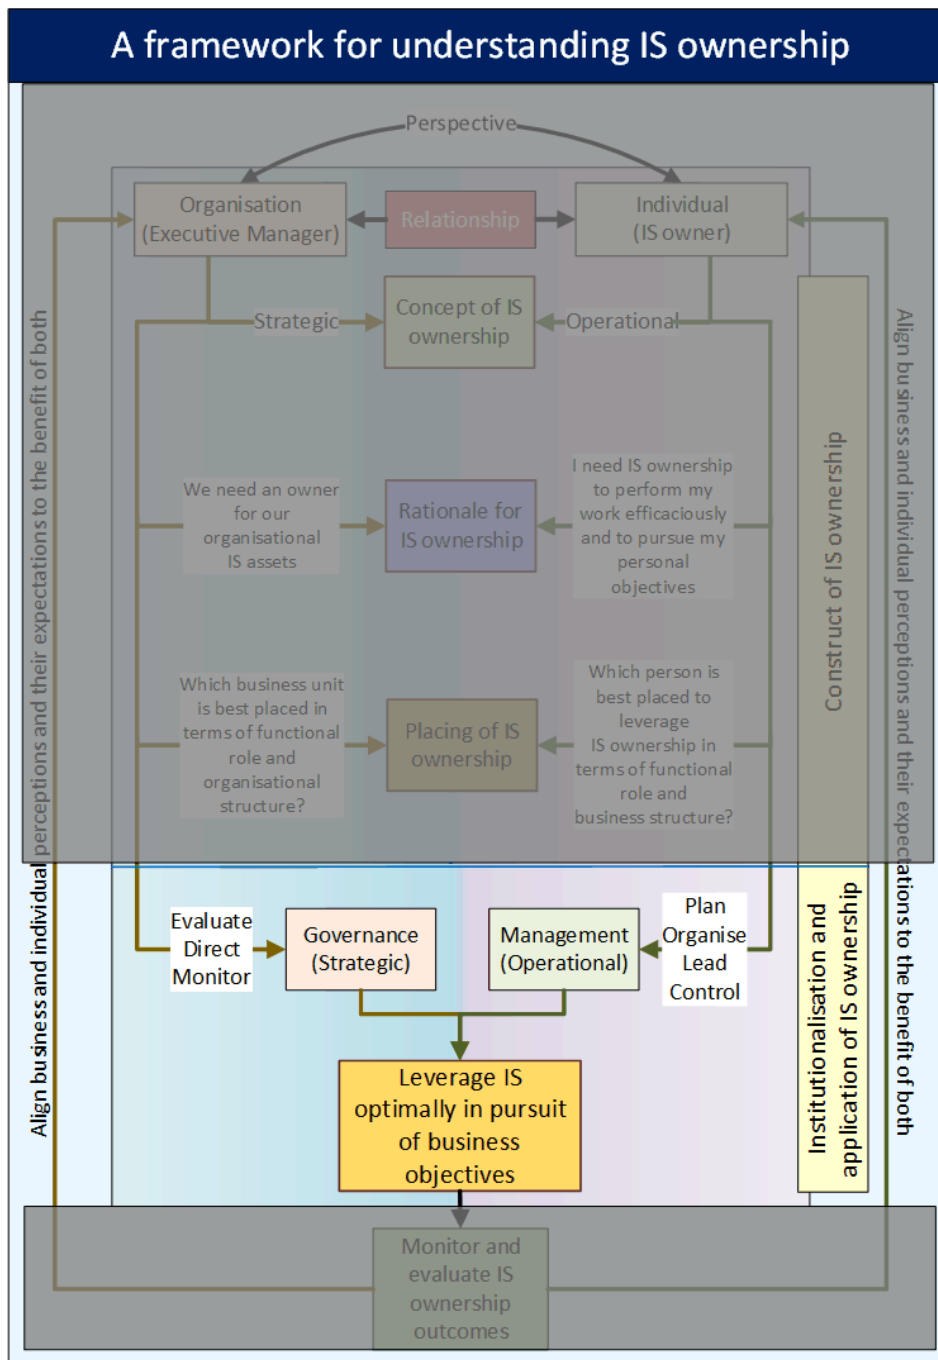 A framework for understanding IS ownership
Perspective
Organisation
(Executive Manager)
Relationship
Individual
(IS owner)
Strategic
Concept of IS
ownership
Operational
We need an owner
for our
organisational
IS assets
Rationale for
IS ownership
I need IS ownership
to perform my
work efficaciously
and to pursue my
personal
objectives
Which business unit
is best placed in
terms of functional
role and
organisational
structure?
Placing of IS
ownership
Which person is
best placed to
leverage
IS ownership in
terms of functional
role and
business structure?
Construct of IS ownership
Align business and individual perceptions and their expectations to the benefit of both
Align business and individual perceptions and their expectations to the benefit of both
Evaluate
Direct
Monitor
Governance
(Strategic)
Management
(Operational)
Plan
Organise
Lead
Control
Institutionalisation and
application of IS ownership
Leverage IS
optimally in pursuit
of business
objectives
Monitor and
evaluate IS
ownership
outcomes